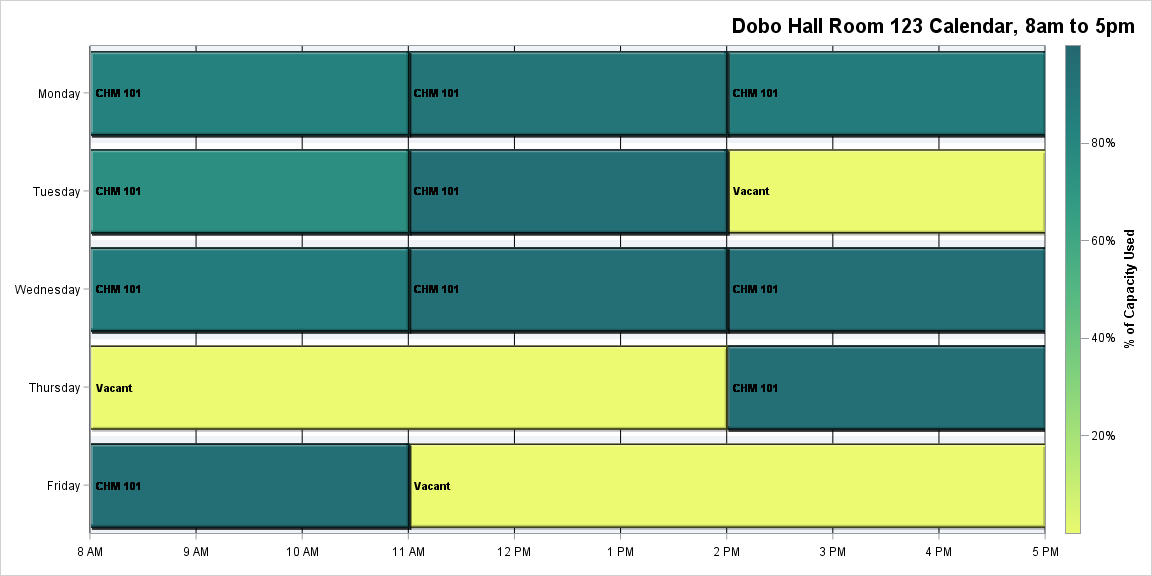 Dobo Hall Room 123 Calendar, 8am to 5pm
Monday CHM 101 CHM 101 CHM 101
80%
Tuesday CHM 101 CHM 101 Vacant
60%
Wednesday CHM 101 CHM 101 CHM 101
% of Capacity Used
40%
Thursday Vacant CHM 101
20%
Friday CHM 101 Vacant
8 AM 9 AM 10 AM 11 AM 12 PM 1 PM 2 PM 3 PM 4 PM 5 PM